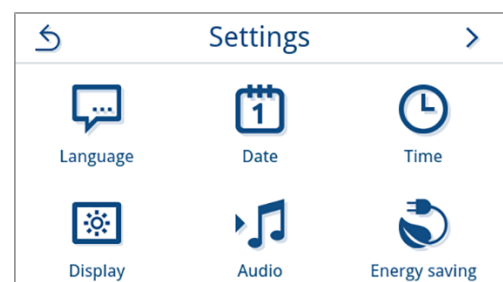 Settings
...
1
Language Date Time
Display Audio Energy saving